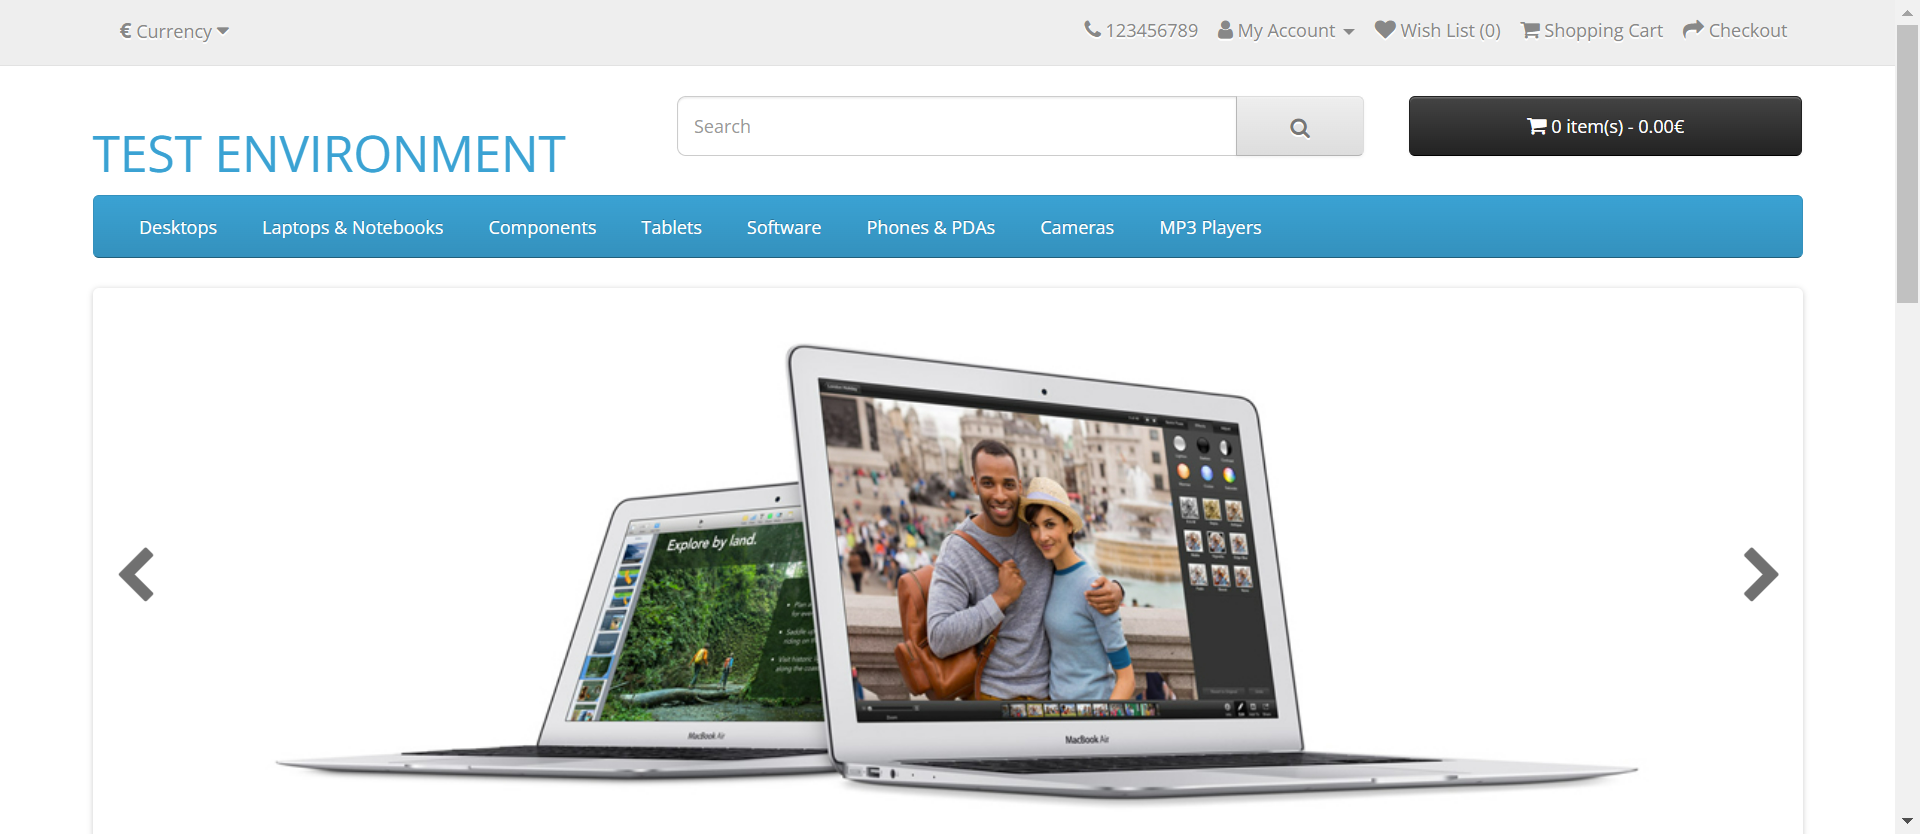 € Currency
123456789
My Account
Wish List (0)
Shopping Cart
Checkout
TEST ENVIRONMENT
Search
0 item(s) - 0.00€
Desktops
Laptops & Notebooks
Components
Tablets
Software
Phones & PDAs
Cameras
MP3 Players
Explore by land.
MacBook Air
MacBook Air